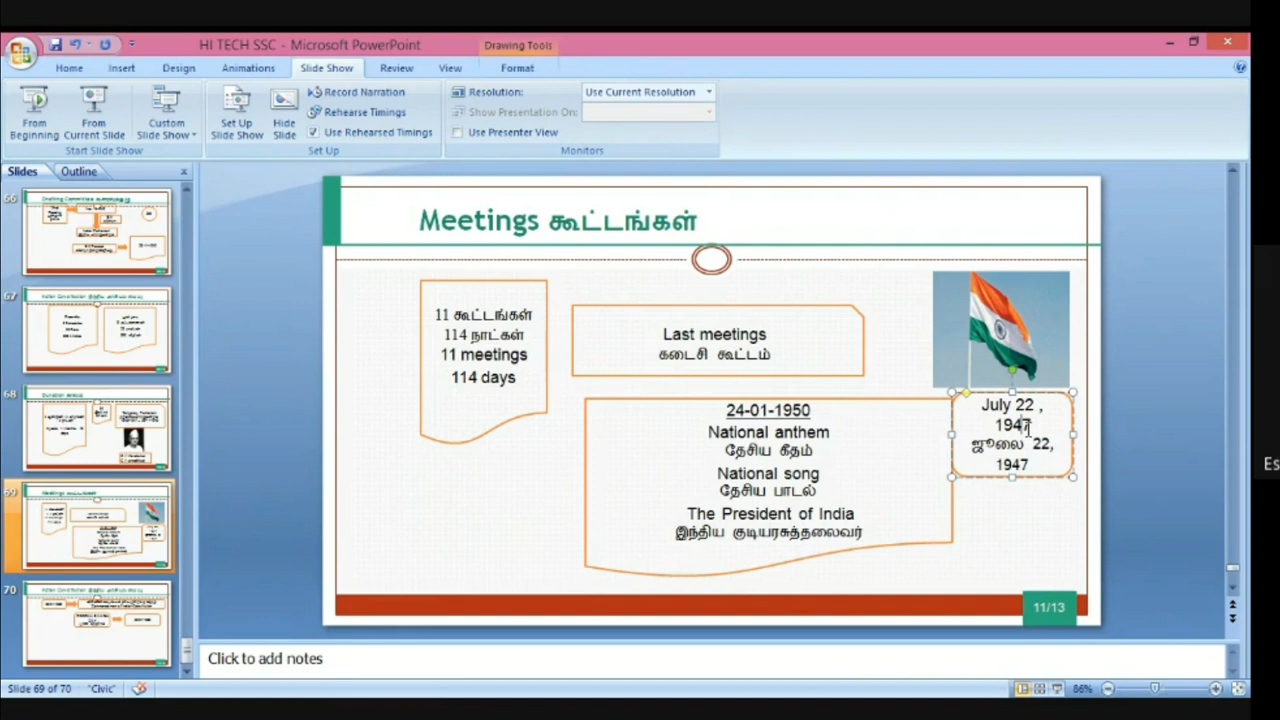 HI TECH SSC - Microsoft PowerPoint
Drawing Tools
Home Insert Design Animations Slide Show Review View Format
From Beginning
From Current Slide
Custom Slide Show
Start Slide Show
Set Up Slide Show
Hide Slide
Record Narration
Rehearse Timings
Use Rehearsed Timings
Set Up
Resolution: Use Current Resolution
Show Presentation On:
Use Presenter View
Monitors
Slides Outline
66
67
68
69
70
Meetings கூட்டங்கள்
11 கூட்டங்கள்
114 நாட்கள்
11 meetings
114 days
Last meetings
கடைசி கூட்டம்
24-01-1950
National anthem
தேசிய கீதம்
National song
தேசிய பாடல்
The President of India
இந்திய குடியரசுத்தலைவர்
July 22 ,
1947
ஜூலை 22,
1947
11/13
Click to add notes
Slide 69 of 70 "Civic" 86%
Es